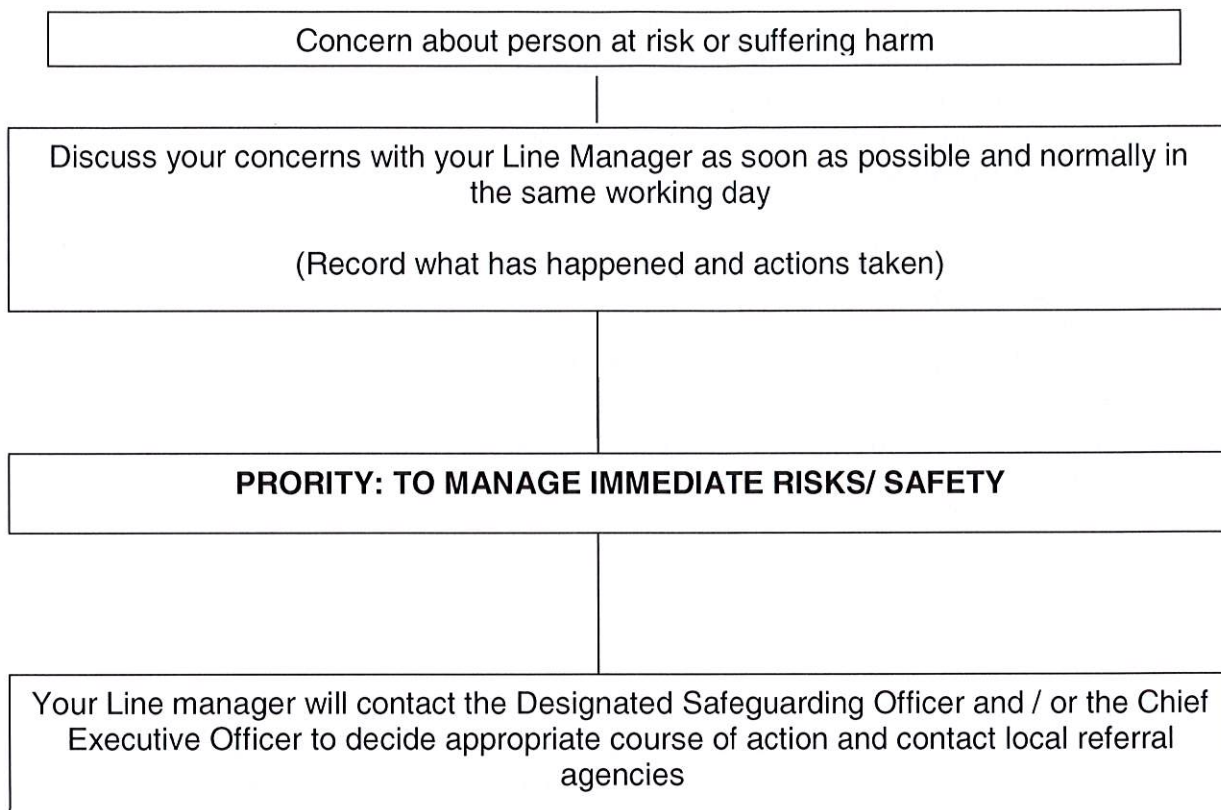 Concern about person at risk or suffering harm
Discuss your concerns with your Line Manager as soon as possible and normally in
the same working day
(Record what has happened and actions taken)
PRORITY: TO MANAGE IMMEDIATE RISKS/ SAFETY
Your Line manager will contact the Designated Safeguarding Officer and / or the Chief
Executive Officer to decide appropriate course of action and contact local referral
agencies